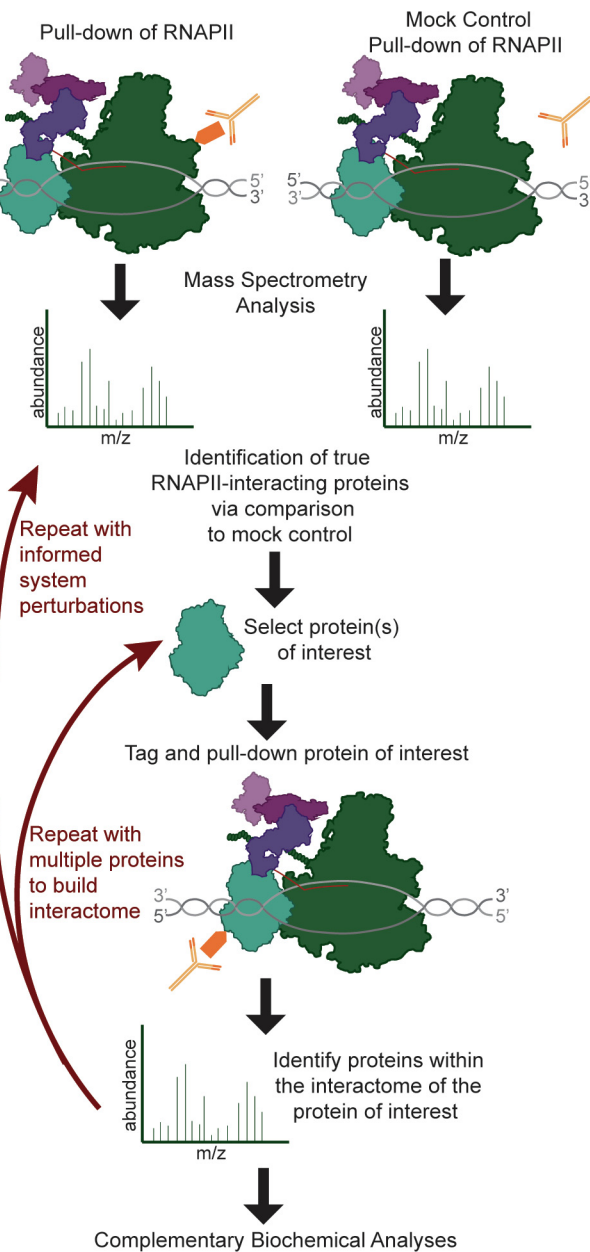 Pull-down of RNAPII
Mock Control
Pull-down of RNAPII
5'
3'
5'
3'
5
3
Mass Spectrometry
Analysis
abundance
m/z
abundance
m/z
Identification of true
RNAPII-interacting proteins
via comparison
to mock control
Repeat with
informed
system
perturbations
Select protein(s)
of interest
Tag and pull-down protein of interest
Repeat with
multiple proteins
to build
interactome
3'
5'
3'
5'
abundance
m/z
Identify proteins within
the interactome of the
protein of interest
Complementary Biochemical Analyses